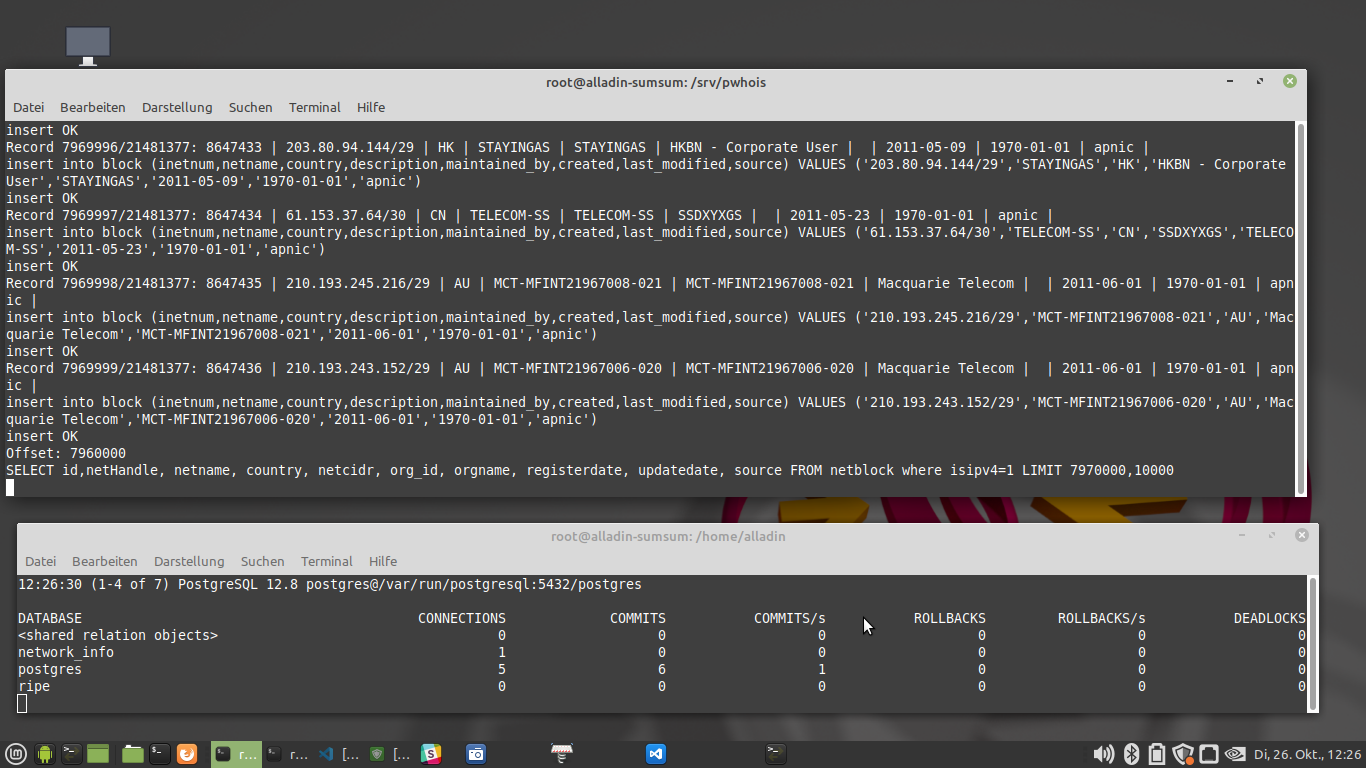 root@alladin-sumsum: /srv/pwhois
Datei Bearbeiten Darstellung Suchen Terminal Hilfe
insert OK
Record 7969996/21481377: 8647433 | 203.80.94.144/29 | HK | STAYINGAS | STAYINGAS | HKBN - Corporate User |  | 2011-05-09 | 1970-01-01 | apnic |
insert into block (inetnum,netname,country,description,maintained_by,created,last_modified,source) VALUES ('203.80.94.144/29','STAYINGAS','HK','HKBN - Corporate
User','STAYINGAS','2011-05-09','1970-01-01','apnic')
insert OK
Record 7969997/21481377: 8647434 | 61.153.37.64/30 | CN | TELECOM-SS | TELECOM-SS | SSDXYXGS |  | 2011-05-23 | 1970-01-01 | apnic |
insert into block (inetnum,netname,country,description,maintained_by,created,last_modified,source) VALUES ('61.153.37.64/30','TELECOM-SS','CN','SSDXYXGS','TELECO
M-SS','2011-05-23','1970-01-01','apnic')
insert OK
Record 7969998/21481377: 8647435 | 210.193.245.216/29 | AU | MCT-MFINT21967008-021 | MCT-MFINT21967008-021 | Macquarie Telecom |  | 2011-06-01 | 1970-01-01 | apn
ic |
insert into block (inetnum,netname,country,description,maintained_by,created,last_modified,source) VALUES ('210.193.245.216/29','MCT-MFINT21967008-021','AU','Mac
quarie Telecom','MCT-MFINT21967008-021','2011-06-01','1970-01-01','apnic')
insert OK
Record 7969999/21481377: 8647436 | 210.193.243.152/29 | AU | MCT-MFINT21967006-020 | MCT-MFINT21967006-020 | Macquarie Telecom |  | 2011-06-01 | 1970-01-01 | apn
ic |
insert into block (inetnum,netname,country,description,maintained_by,created,last_modified,source) VALUES ('210.193.243.152/29','MCT-MFINT21967006-020','AU','Mac
quarie Telecom','MCT-MFINT21967006-020','2011-06-01','1970-01-01','apnic')
insert OK
Offset: 7960000
SELECT id,netHandle, netname, country, netcidr, org_id, orgname, registerdate, updatedate, source FROM netblock where isipv4=1 LIMIT 7970000,10000
root@alladin-sumsum: /home/alladin
Datei Bearbeiten Darstellung Suchen Terminal Hilfe
12:26:30 (1-4 of 7) PostgreSQL 12.8 postgres@/var/run/postgresql:5432/postgres
DATABASE CONNECTIONS COMMITS COMMITS/s ROLLBACKS ROLLBACKS/s DEADLOCKS
<shared relation objects> 0 0 0 0 0 0
network_info 1 0 0 0 0 0
postgres 5 6 1 0 0 0
ripe 0 0 0 0 0 0
r... r... [... [... Di, 26. Okt., 12:26